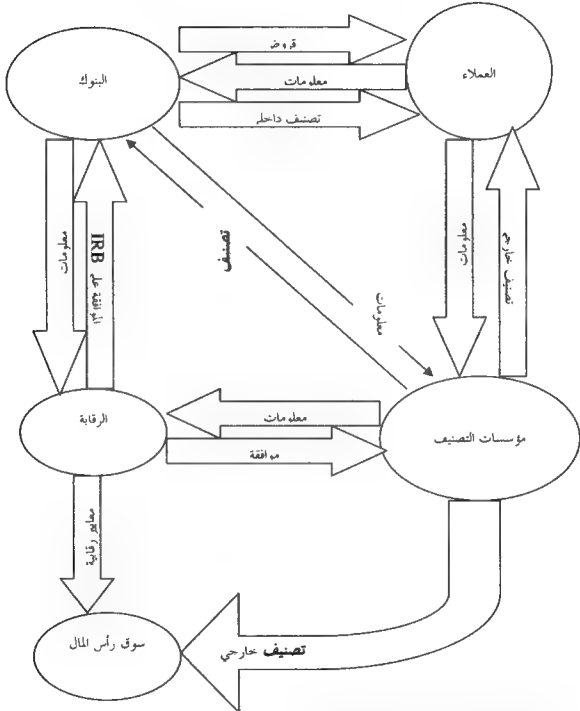 العملاء
البنوك
قروض
معلومات
تصنيف داخلي
معلومات
تصنيف خارجي
تصنيف
معلومات
معلومات
الموافقة على IRB
الرقابة
مؤسسات التصنيف
معلومات
موافقة
معايير رقابية
سوق رأس المال
تصنيف خارجي